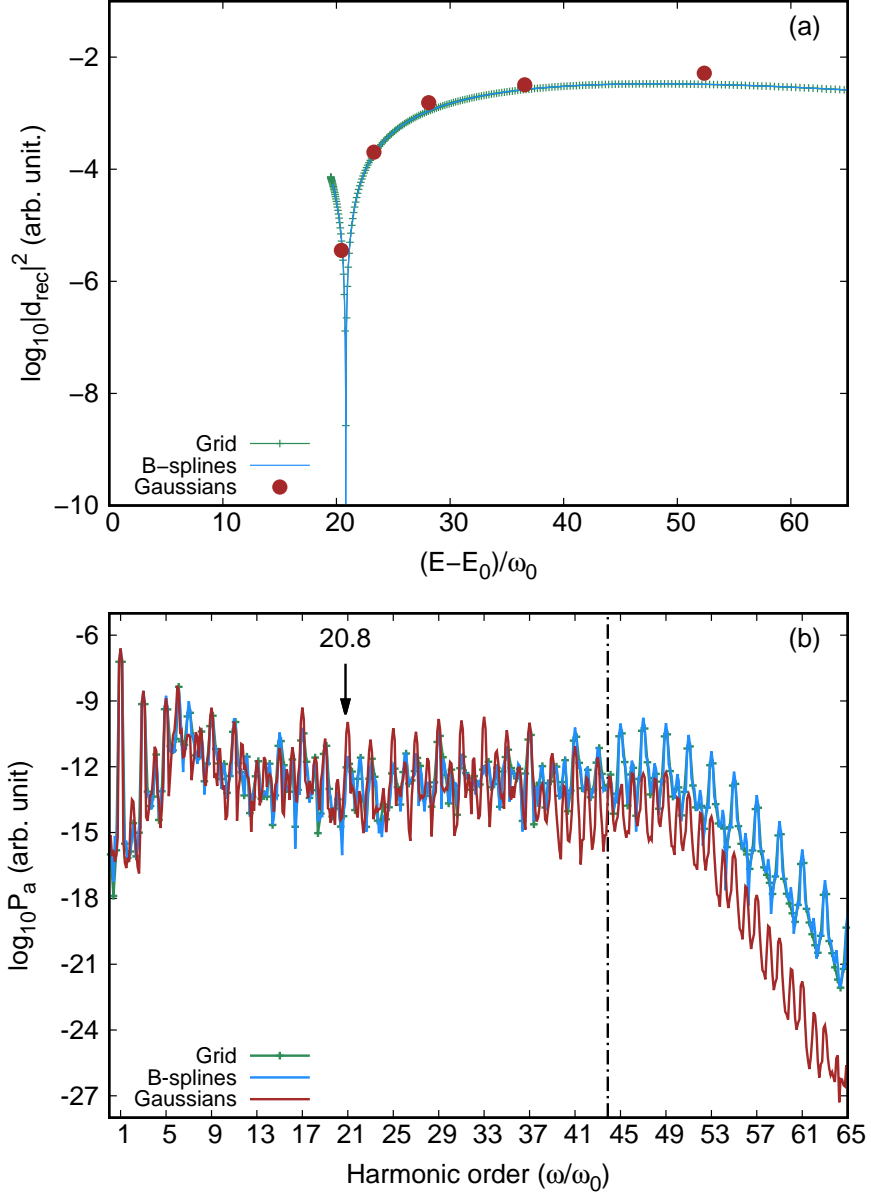 (a)
−2
−4
−6
−8
−10
log₁₀|d_rec|² (arb. unit.)
Grid
B−splines
Gaussians
0 10 20 30 40 50 60
(E−E₀)/ω₀
(b)
20.8
-6
-9
-12
-15
-18
-21
-24
-27
log₁₀Pₐ (arb. unit)
Grid
B-splines
Gaussians
1 5 9 13 17 21 25 29 33 37 41 45 49 53 57 61 65
Harmonic order (ω/ω₀)